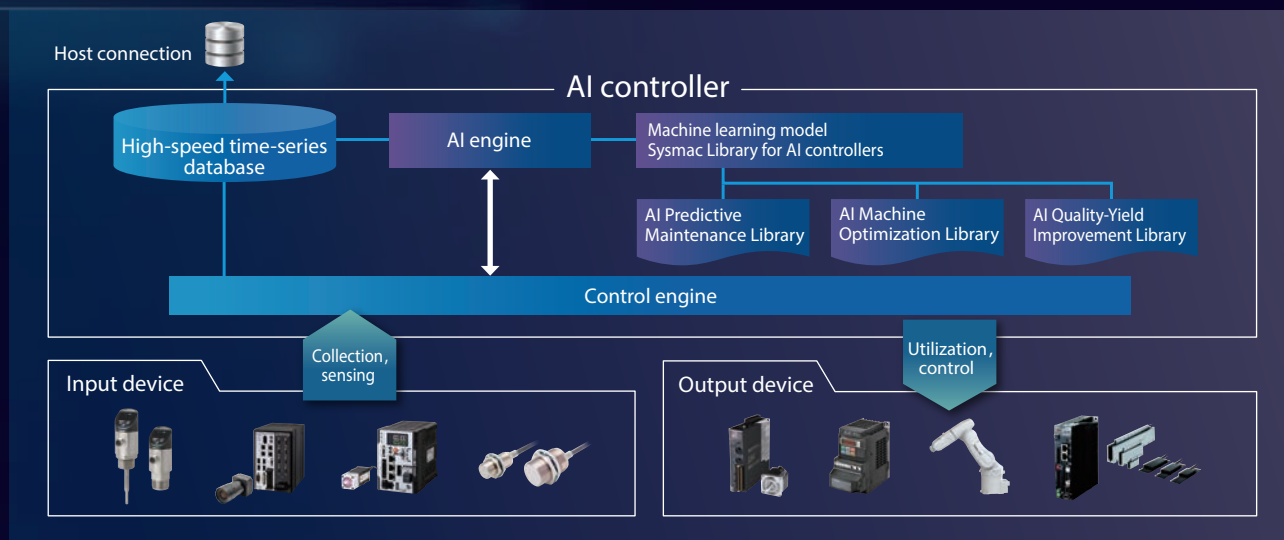 Host connection
AI controller
High-speed time-series
database
AI engine
Machine learning model
Sysmac Library for AI controllers
AI Predictive
Maintenance Library
AI Machine
Optimization Library
AI Quality-Yield
Improvement Library
Control engine
Collection,
sensing
Utilization,
control
Input device
Output device